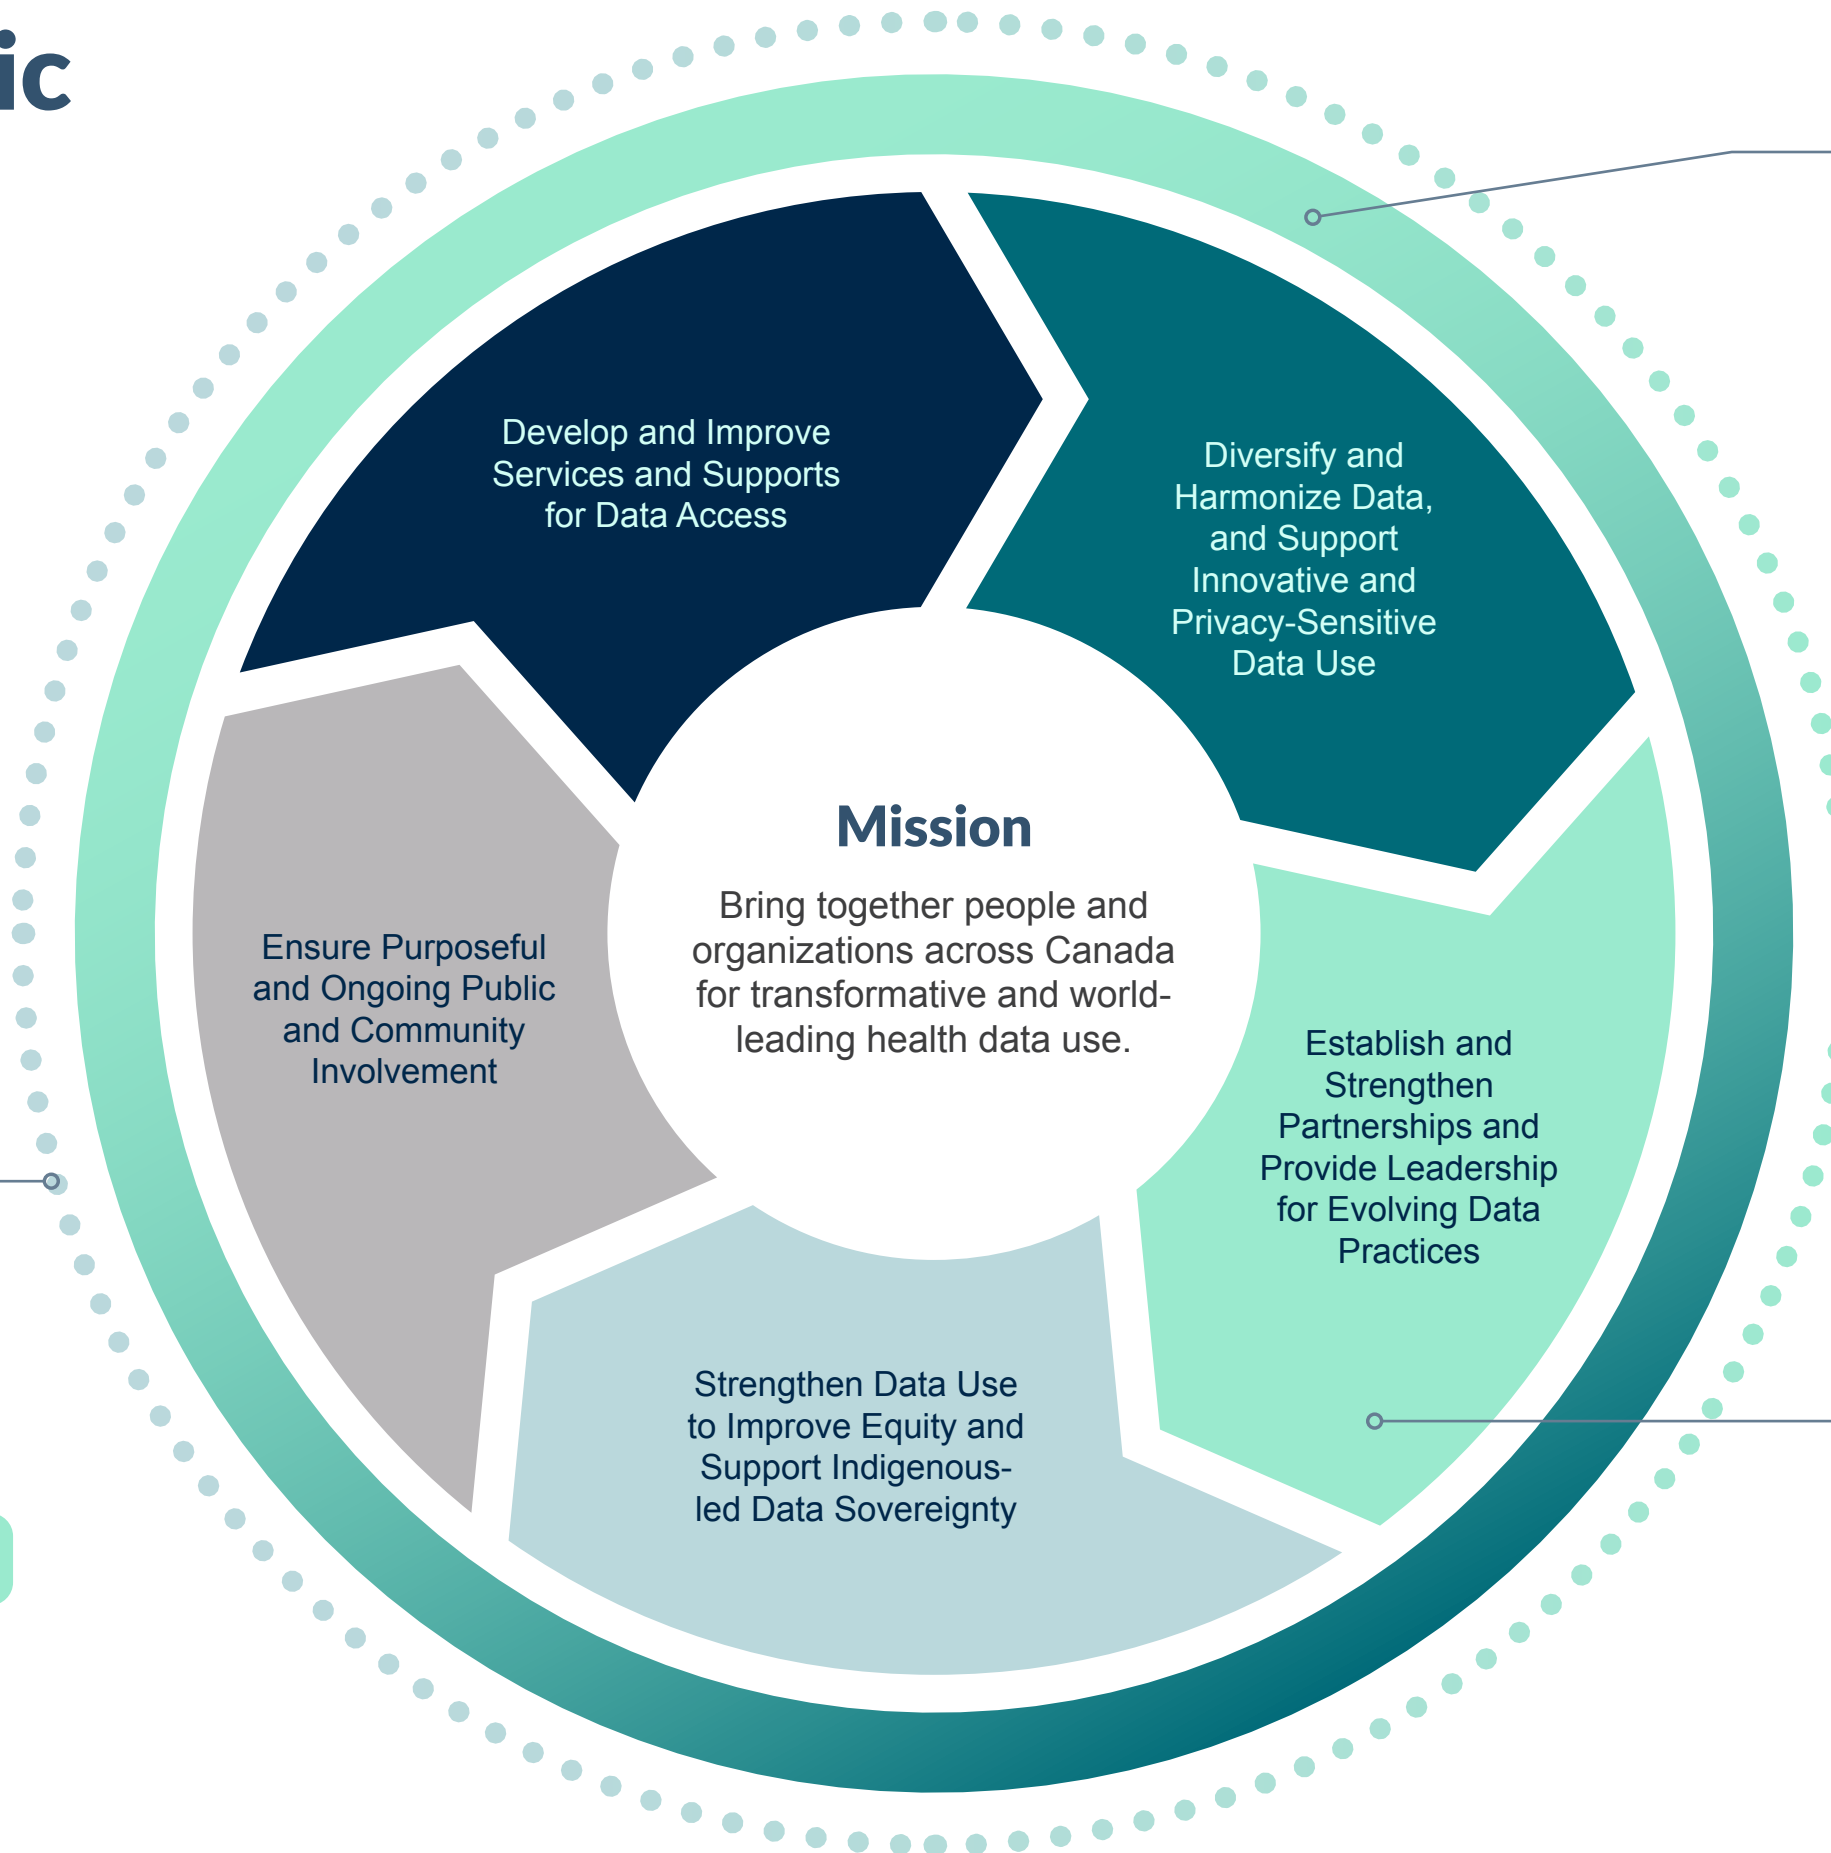 ic
Develop and Improve
Services and Supports
for Data Access
Diversify and
Harmonize Data,
and Support
Innovative and
Privacy-Sensitive
Data Use
Mission
Bring together people and
organizations across Canada
for transformative and world-
leading health data use.
Ensure Purposeful
and Ongoing Public
and Community
Involvement
Establish and
Strengthen
Partnerships and
Provide Leadership
for Evolving Data
Practices
Strengthen Data Use
to Improve Equity and
Support Indigenous-
led Data Sovereignty